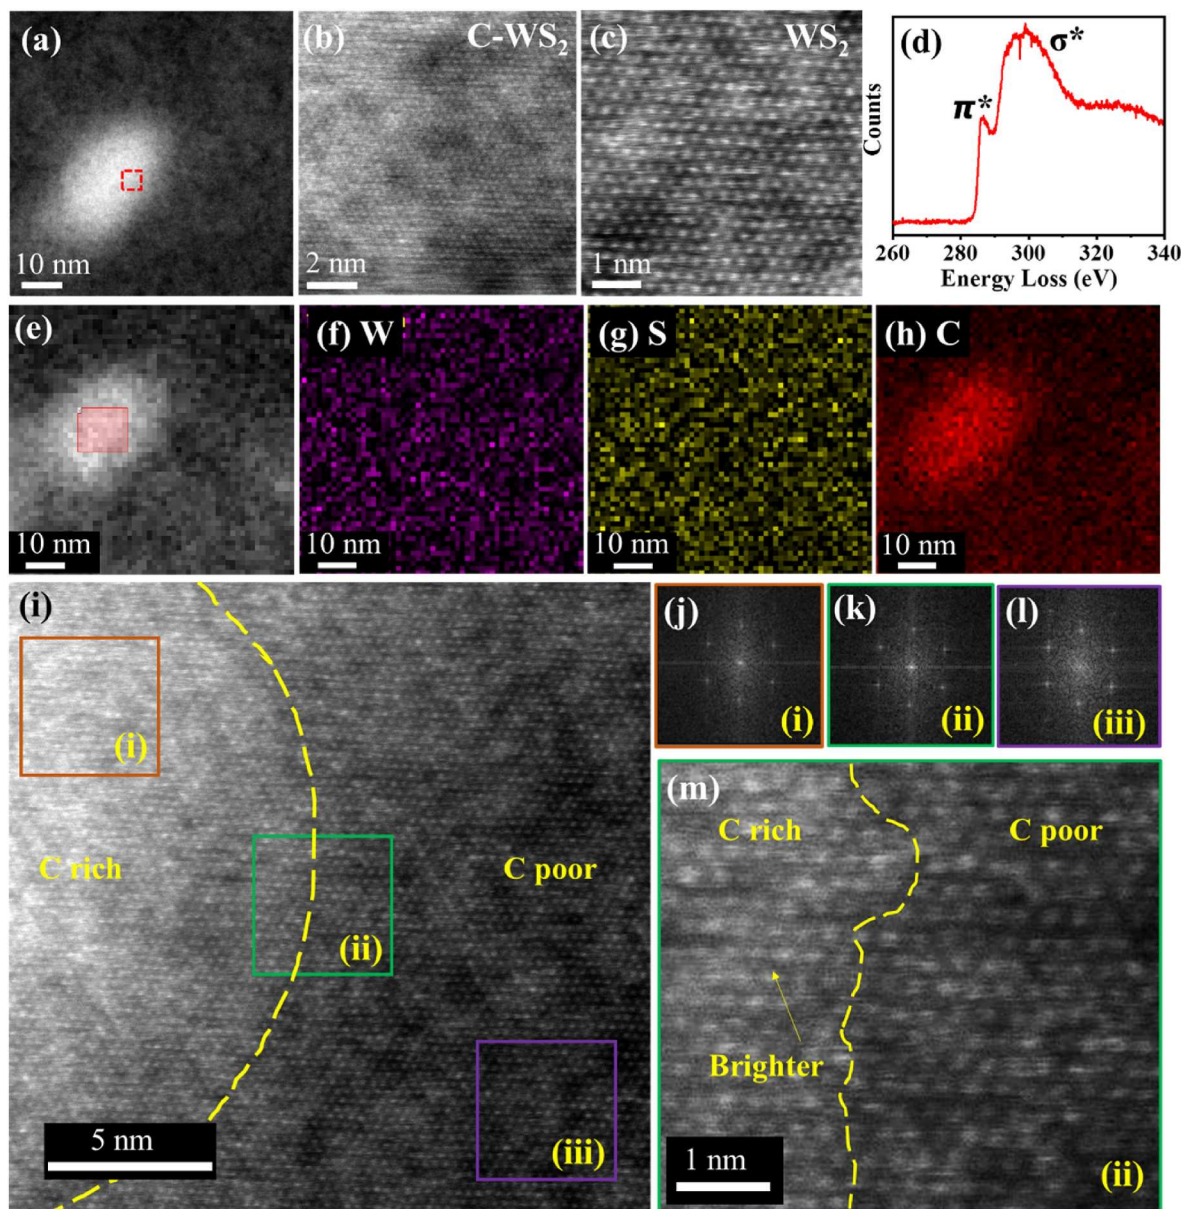 (a)
10 nm
(b)
C-WS₂
2 nm
(c)
WS₂
1 nm
(d)
π*
σ*
Counts
260 280 300 320 340
Energy Loss (eV)
(e)
10 nm
(f) W
10 nm
(g) S
10 nm
(h) C
10 nm
(i)
(i)
C rich
C poor
(ii)
(iii)
5 nm
(j)
(i)
(k)
(ii)
(l)
(iii)
(m)
C rich
C poor
Brighter
1 nm
(ii)